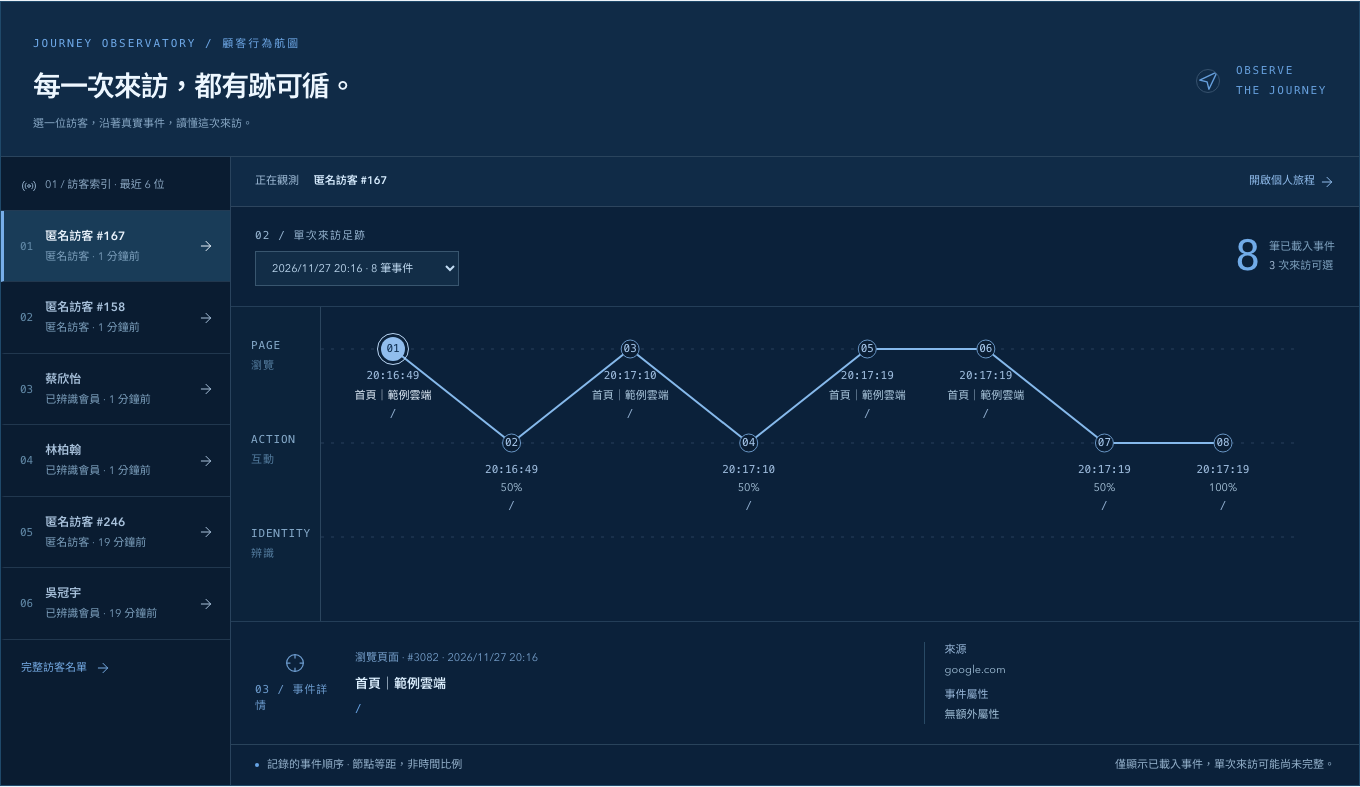 JOURNEY OBSERVATORY / 顧客行為航圖
每一次來訪，都有跡可循。
選一位訪客，沿著真實事件，讀懂這次來訪。
OBSERVE
THE JOURNEY
01 / 訪客索引 · 最近 6 位
01
匿名訪客 #167
匿名訪客 · 1 分鐘前
02
匿名訪客 #158
匿名訪客 · 1 分鐘前
03
蔡欣怡
已辨識會員 · 1 分鐘前
04
林柏翰
已辨識會員 · 1 分鐘前
05
匿名訪客 #246
匿名訪客 · 19 分鐘前
06
吳冠宇
已辨識會員 · 19 分鐘前
完整訪客名單
正在觀測 匿名訪客 #167
開啟個人旅程
02 / 單次來訪足跡
2026/11/27 20:16 · 8 筆事件
8
筆已載入事件
3 次來訪可選
PAGE
瀏覽
01
20:16:49
首頁｜範例雲端
/
03
20:17:10
首頁｜範例雲端
/
05
20:17:19
首頁｜範例雲端
/
06
20:17:19
首頁｜範例雲端
/
ACTION
互動
02
20:16:49
50%
/
04
20:17:10
50%
/
07
20:17:19
50%
/
08
20:17:19
100%
/
IDENTITY
辨識
03 / 事件詳
情
瀏覽頁面 · #3082 · 2026/11/27 20:16
首頁｜範例雲端
/
來源
google.com
事件屬性
無額外屬性
記錄的事件順序 · 節點等距，非時間比例
僅顯示已載入事件，單次來訪可能尚未完整。